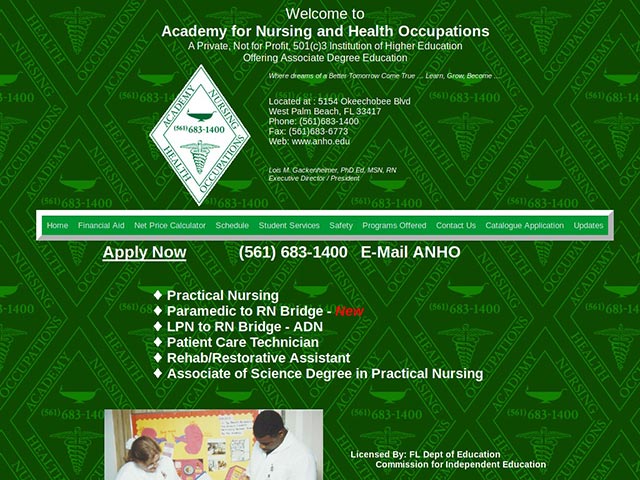 Welcome to
Academy for Nursing and Health Occupations
A Private, Not for Profit, 501(c)3 Institution of Higher Education
Offering Associate Degree Education
Where dreams of a Better Tomorrow Come True ... Learn, Grow, Become ...
ACADEMY NURSING
(561)683-1400
HEALTH OCCUPATIONS
Located at : 5154 Okeechobee Blvd
West Palm Beach, FL 33417
Phone: (561)683-1400
Fax: (561)683-6773
Web: www.anho.edu
Lois M. Gackenheimer, PhD.Ed, MSN, RN
Executive Director / President
Home Financial Aid Net Price Calculator Schedule Student Services Safety Programs Offered Contact Us Catalogue Application Updates
Apply Now (561) 683-1400 E-Mail ANHO
♦ Practical Nursing
♦ Paramedic to RN Bridge - New
♦ LPN to RN Bridge - ADN
♦ Patient Care Technician
♦ Rehab/Restorative Assistant
♦ Associate of Science Degree in Practical Nursing
Licensed By: FL Dept of Education
Commission for Independent Education